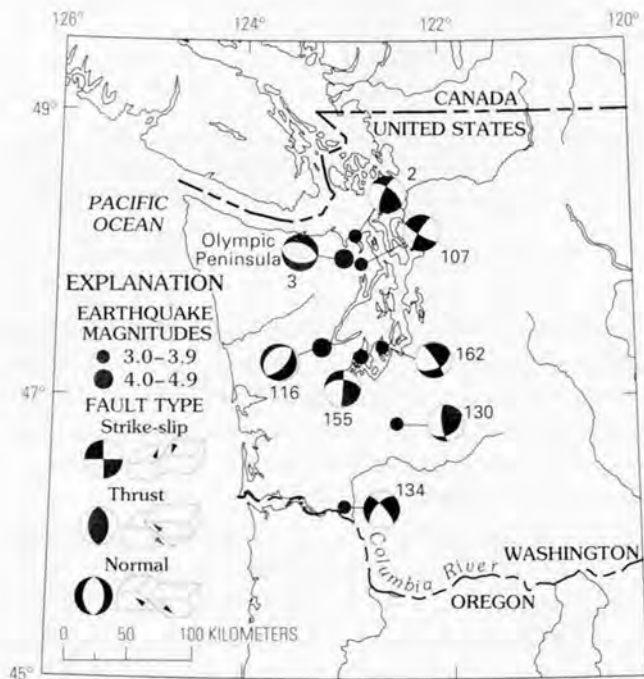 126°
124°
122°
120°
49°
CANADA
UNITED STATES
2
PACIFIC
OCEAN
Olympic
Peninsula
107
3
EXPLANATION
EARTHQUAKE
MAGNITUDES
3.0–3.9
4.0–4.9
162
116
47°
155
130
FAULT TYPE
Strike-slip
134
Thrust
Columbia River
WASHINGTON
OREGON
Normal
0 50 100 KILOMETERS
45°